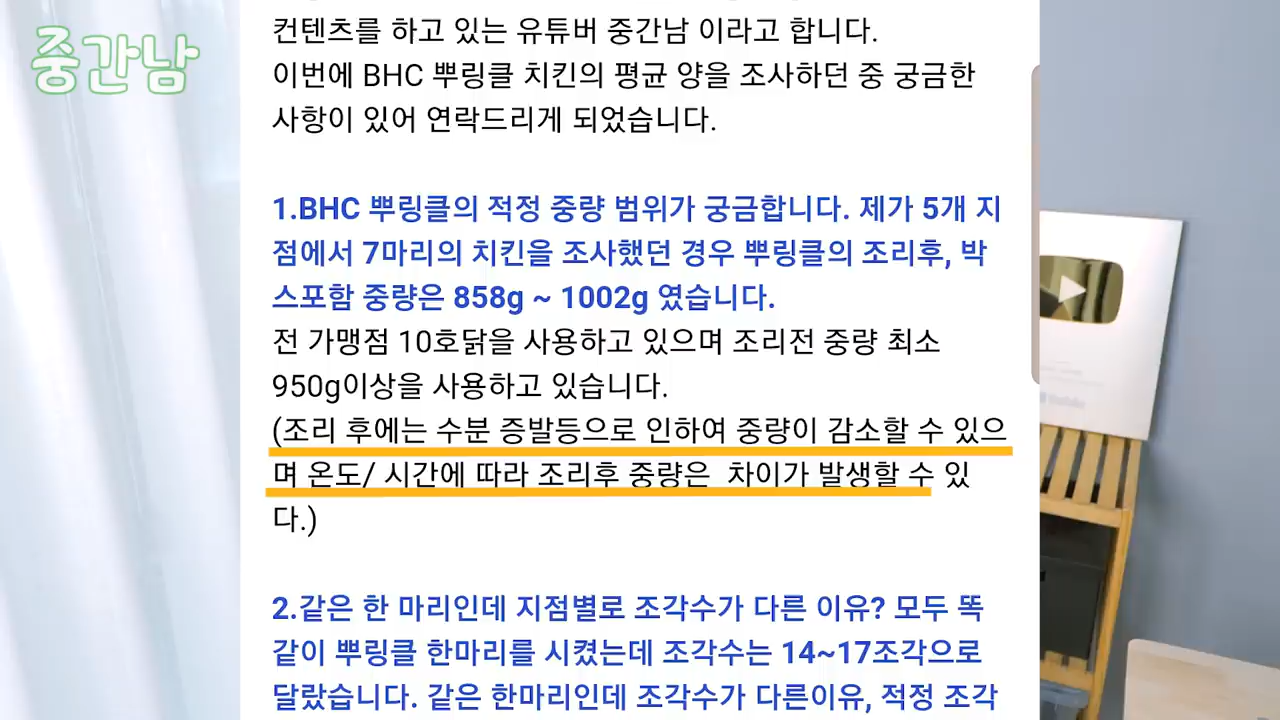 중간남
컨텐츠를 하고 있는 유튜버 중간남 이라고 합니다.
이번에 BHC 뿌링클 치킨의 평균 양을 조사하던 중 궁금한
사항이 있어 연락드리게 되었습니다.
1.BHC 뿌링클의 적정 중량 범위가 궁금합니다. 제가 5개 지
점에서 7마리의 치킨을 조사했던 경우 뿌링클의 조리후, 박
스포함 중량은 858g ~ 1002g 였습니다.
전 가맹점 10호닭을 사용하고 있으며 조리전 중량 최소
950g이상을 사용하고 있습니다.
(조리 후에는 수분 증발등으로 인하여 중량이 감소할 수 있으
며 온도/ 시간에 따라 조리후 중량은 차이가 발생할 수 있
다.)
2.같은 한 마리인데 지점별로 조각수가 다른 이유? 모두 똑
같이 뿌링클 한마리를 시켰는데 조각수는 14~17조각으로
달랐습니다. 같은 한마리인데 조각수가 다른이유, 적정 조각